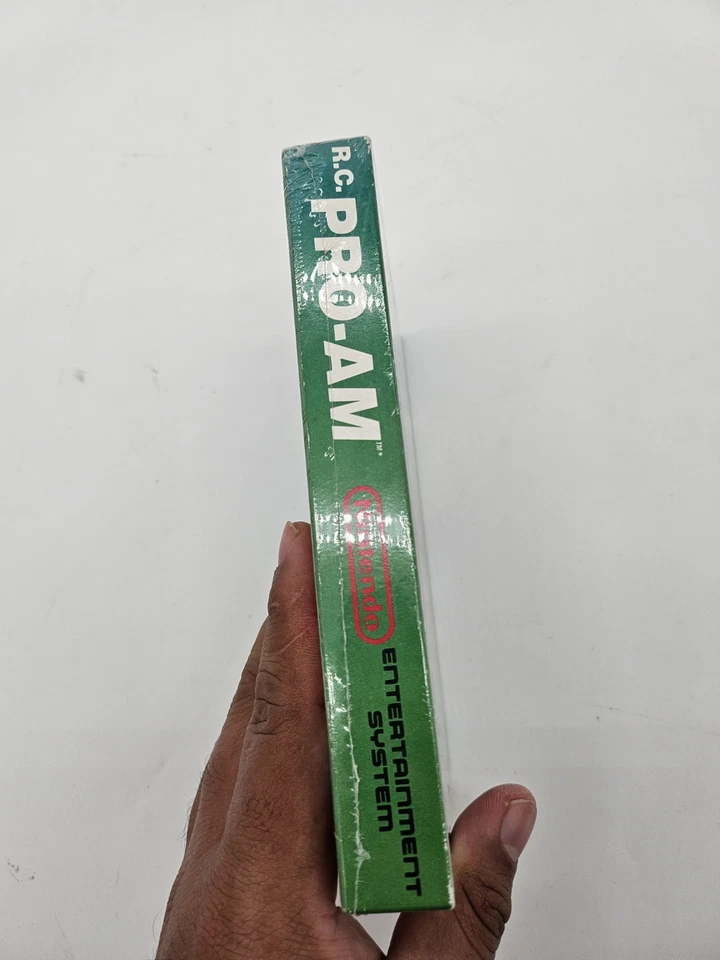 R.C. PRO-AM™*
Nintendo
ENTERTAINMENT
SYSTEM